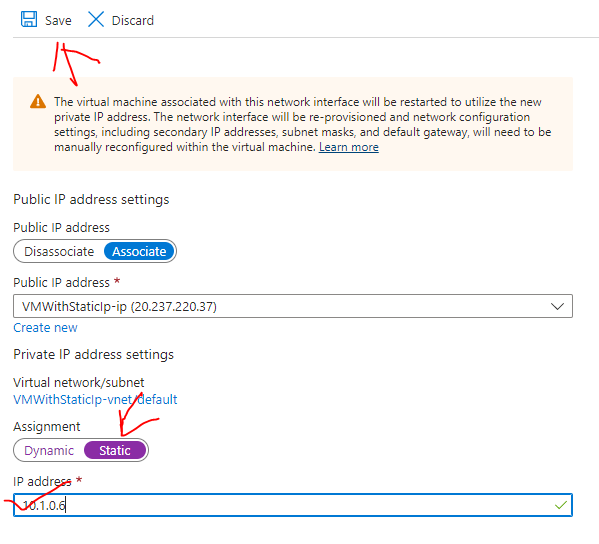 Save Discard
The virtual machine associated with this network interface will be restarted to utilize the new
private IP address. The network interface will be re-provisioned and network configuration
settings, including secondary IP addresses, subnet masks, and default gateway, will need to be
manually reconfigured within the virtual machine. Learn more
Public IP address settings
Public IP address
Disassociate Associate
Public IP address *
VMWithStaticIp-ip (20.237.220.37)
Create new
Private IP address settings
Virtual network/subnet
VMWithStaticIp-vnet/default
Assignment
Dynamic Static
IP address *
10.1.0.6